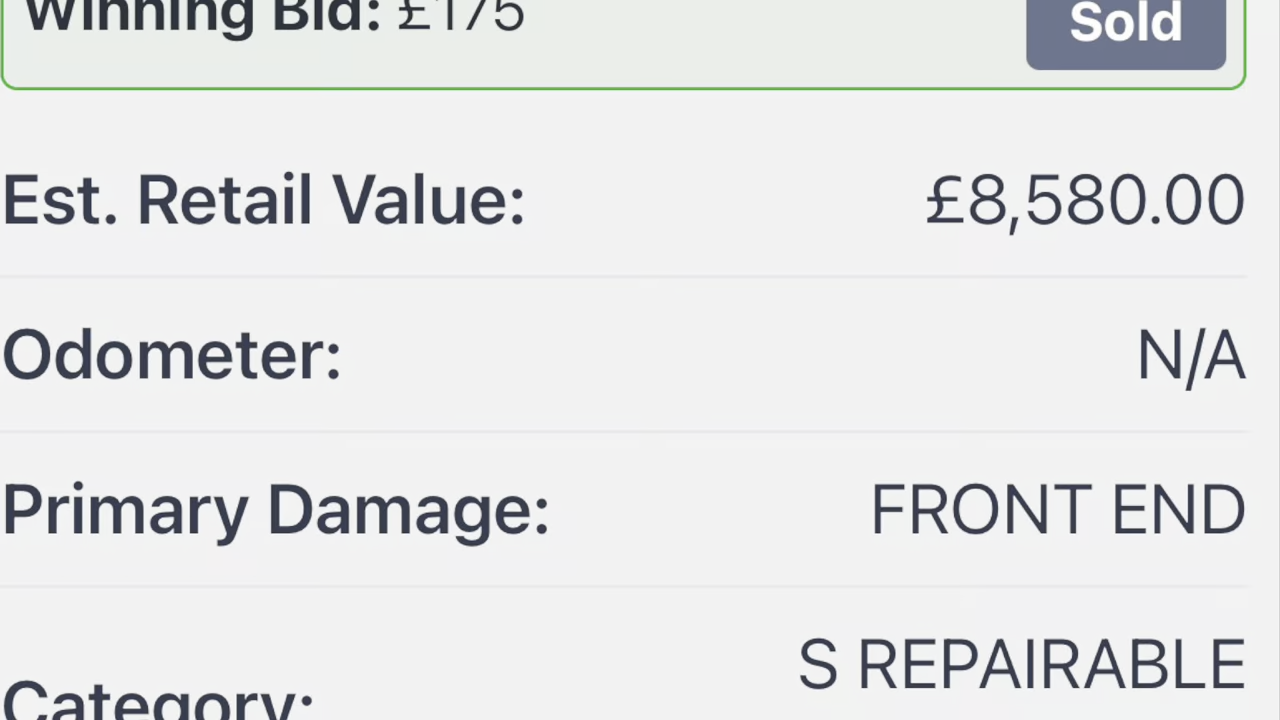 Winning Bid: £175
Sold
Est. Retail Value: £8,580.00
Odometer: N/A
Primary Damage: FRONT END
S REPAIRABLE
Category: